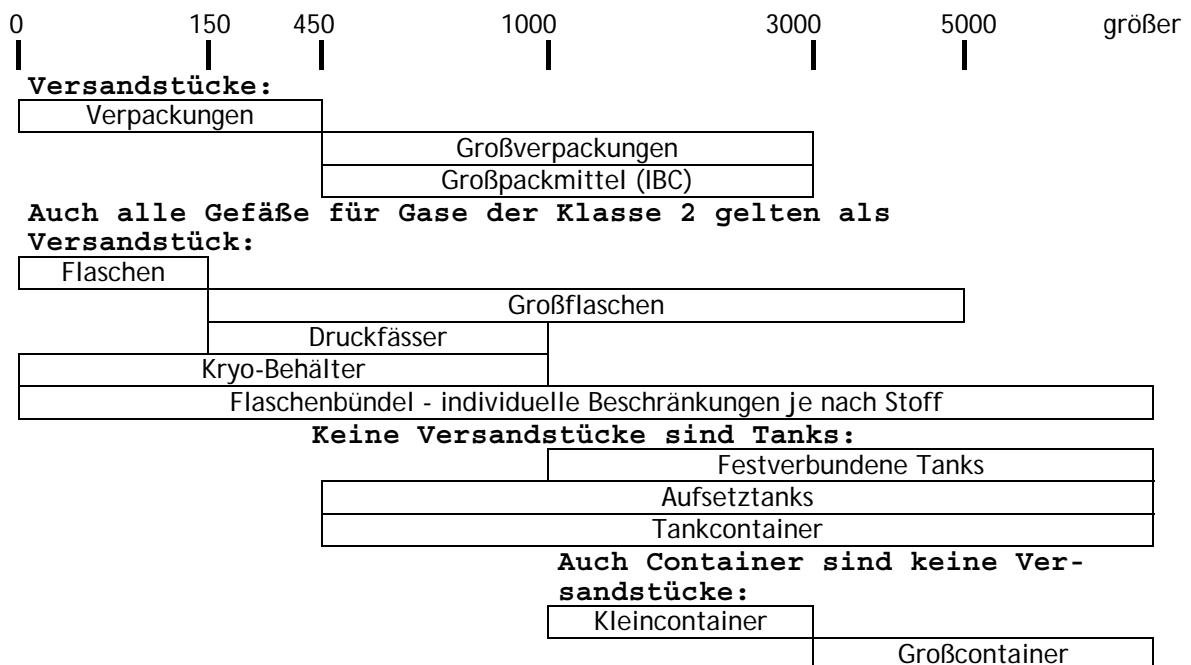 0 150 450 1000 3000 5000 größer
Versandstücke:
Verpackungen
Großverpackungen
Großpackmittel (IBC)
Auch alle Gefäße für Gase der Klasse 2 gelten als
Versandstück:
Flaschen
Großflaschen
Druckfässer
Kryo-Behälter
Flaschenbündel - individuelle Beschränkungen je nach Stoff
Keine Versandstücke sind Tanks:
Festverbundene Tanks
Aufsetztanks
Tankcontainer
Auch Container sind keine Ver-
sandstücke:
Kleincontainer
Großcontainer